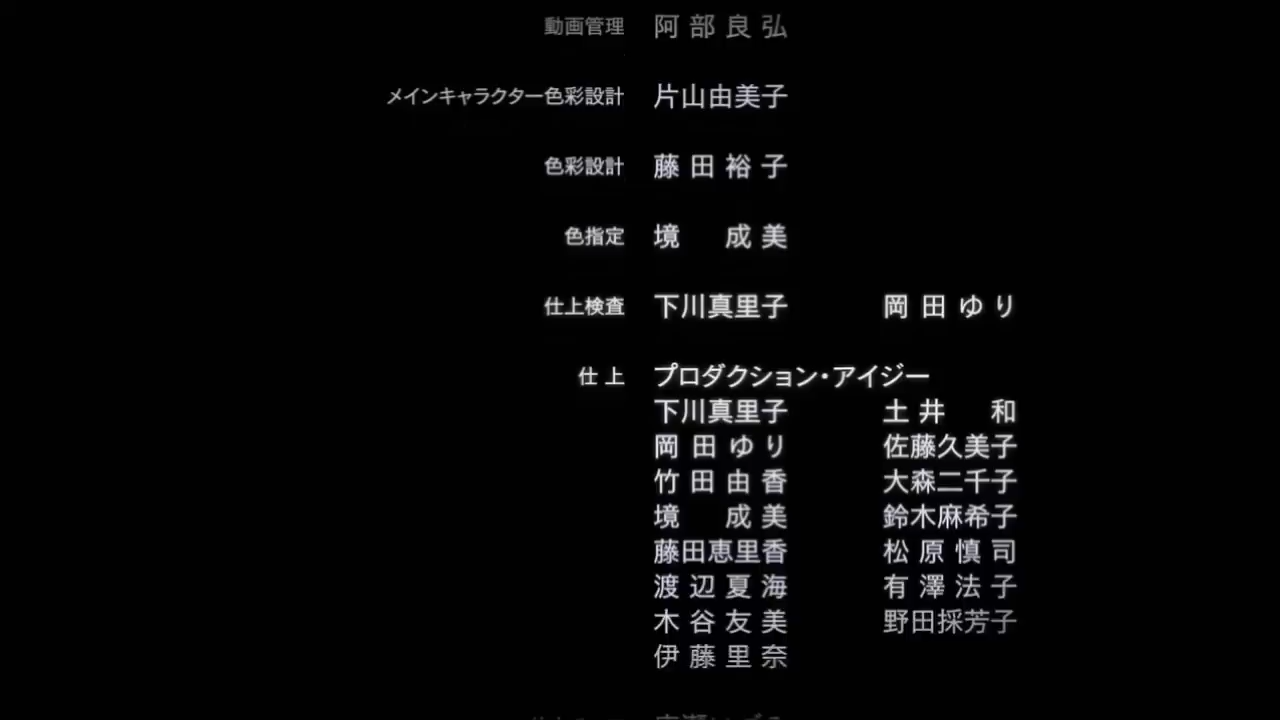 動画管理 阿部良弘
メインキャラクター色彩設計 片山由美子
色彩設計 藤田裕子
色指定 境 成美
仕上検査 下川真里子 岡田ゆり
仕上 プロダクション・アイジー
下川真里子 土井 和
岡田ゆり 佐藤久美子
竹田由香 大森二千子
境 成美 鈴木麻希子
藤田恵里香 松原慎司
渡辺夏海 有澤法子
木谷友美 野田採芳子
伊藤里奈